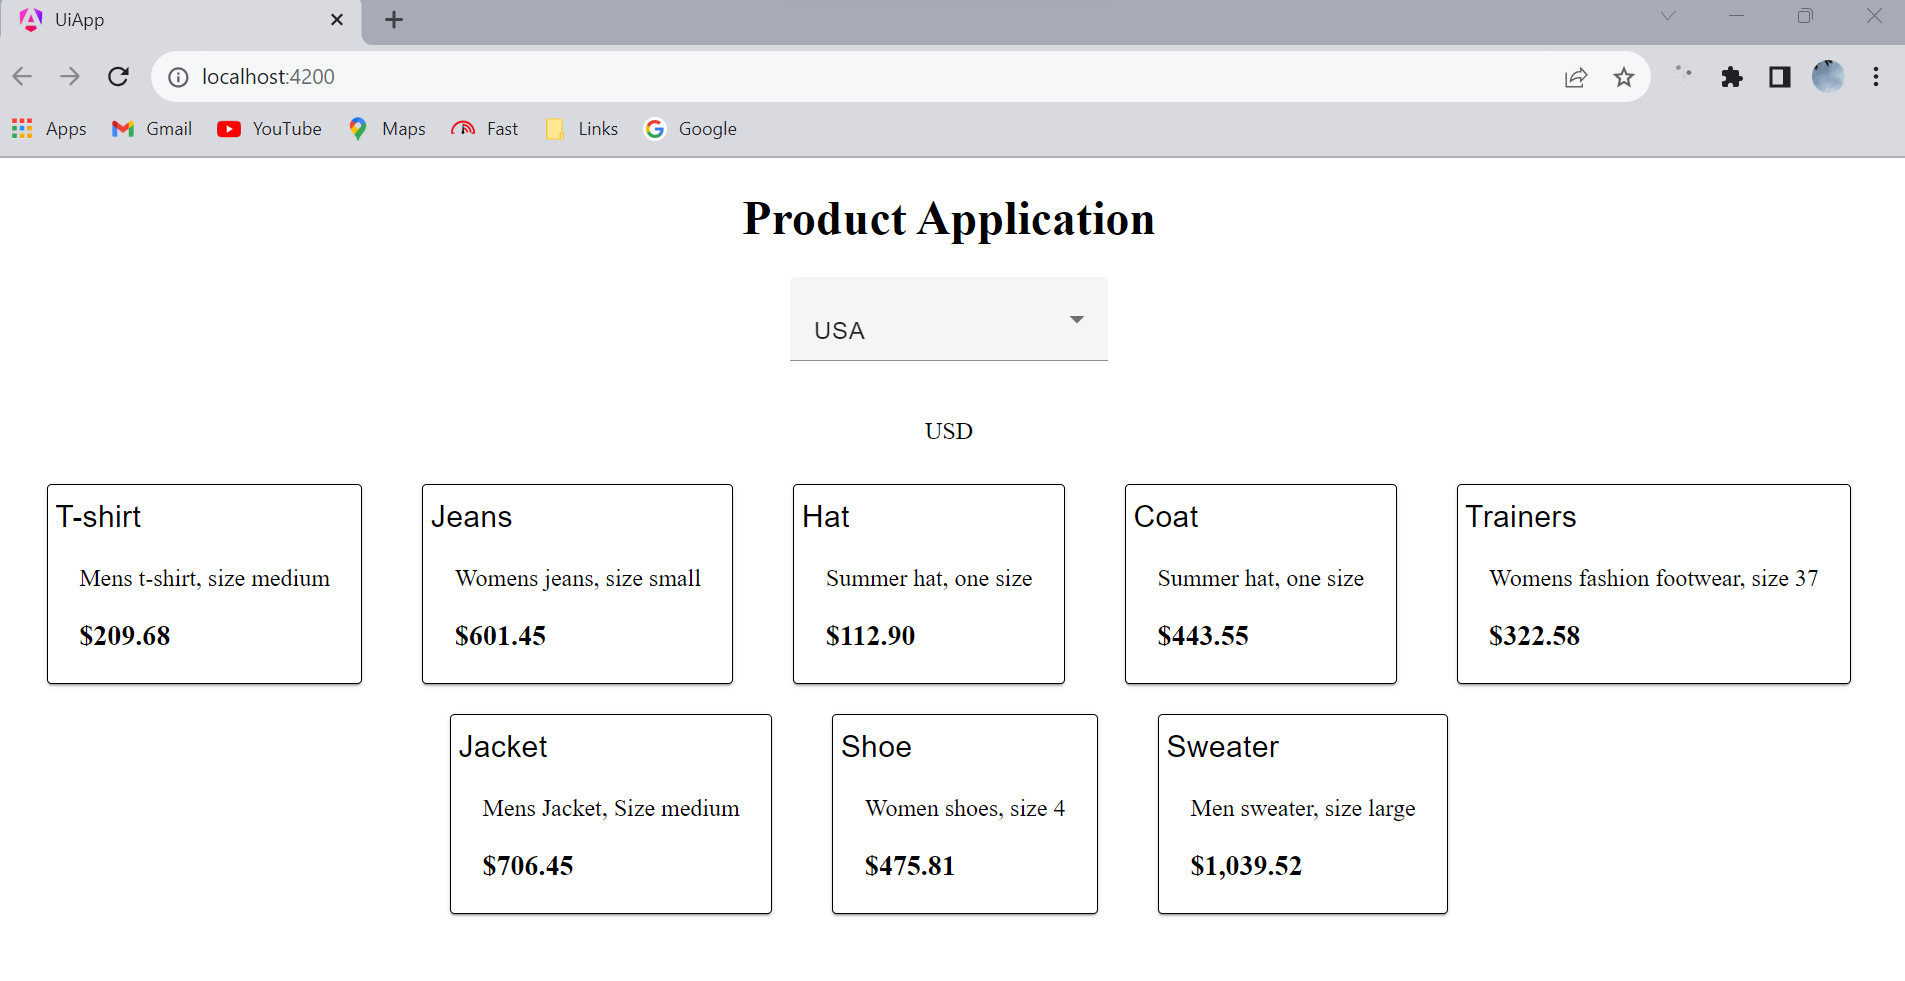 UiApp
localhost:4200
Apps Gmail YouTube Maps Fast Links Google
Product Application
USA
USD
T-shirt
Mens t-shirt, size medium
$209.68
Jeans
Womens jeans, size small
$601.45
Hat
Summer hat, one size
$112.90
Coat
Summer hat, one size
$443.55
Trainers
Womens fashion footwear, size 37
$322.58
Jacket
Mens Jacket, Size medium
$706.45
Shoe
Women shoes, size 4
$475.81
Sweater
Men sweater, size large
$1,039.52